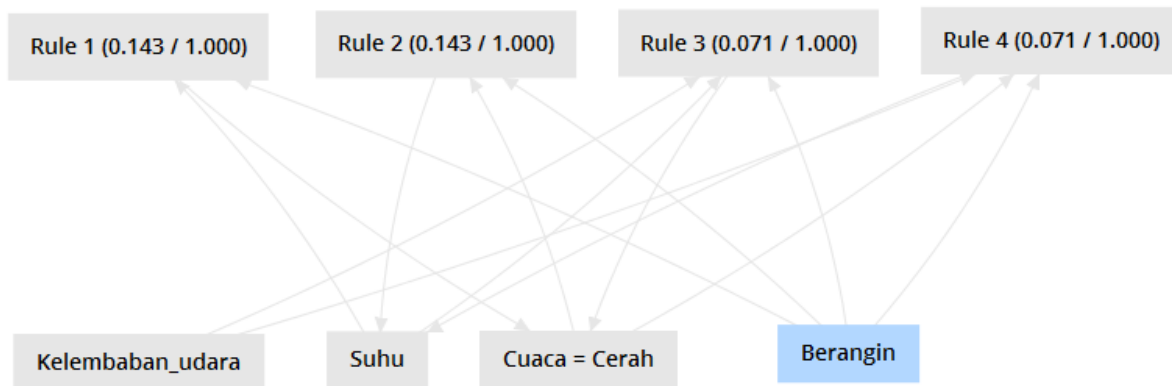 Rule 1 (0.143 / 1.000)
Rule 2 (0.143 / 1.000)
Rule 3 (0.071 / 1.000)
Rule 4 (0.071 / 1.000)
Kelembaban_udara
Suhu
Cuaca = Cerah
Berangin